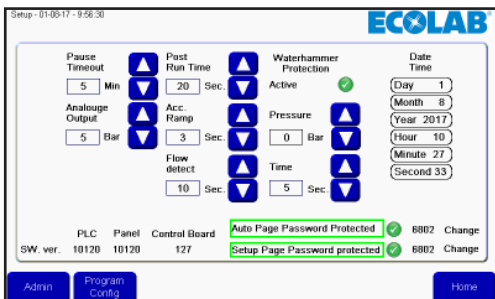 Setup - 01-08-17 - 9:56:30
ECOLAB
Pause Timeout
5 Min
Post Run Time
20 Sec.
Waterhammer Protection
Active
Date Time
Day 1
Month 8
Year 2017
Hour 10
Minute 27
Second 33
Analouge Output
5 Bar
Acc. Ramp
3 Sec.
Pressure
0 Bar
Flow detect
10 Sec.
Time
5 Sec.
PLC Panel Control Board
SW. ver. 10120 10120 127
Auto Page Password Protected 6802 Change
Setup Page Password protected 6802 Change
Admin
Program Config
Home